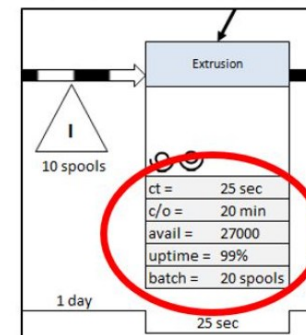 Extrusion
I
10 spools
ct = 25 sec
c/o = 20 min
avail = 27000
uptime = 99%
batch = 20 spools
1 day
25 sec